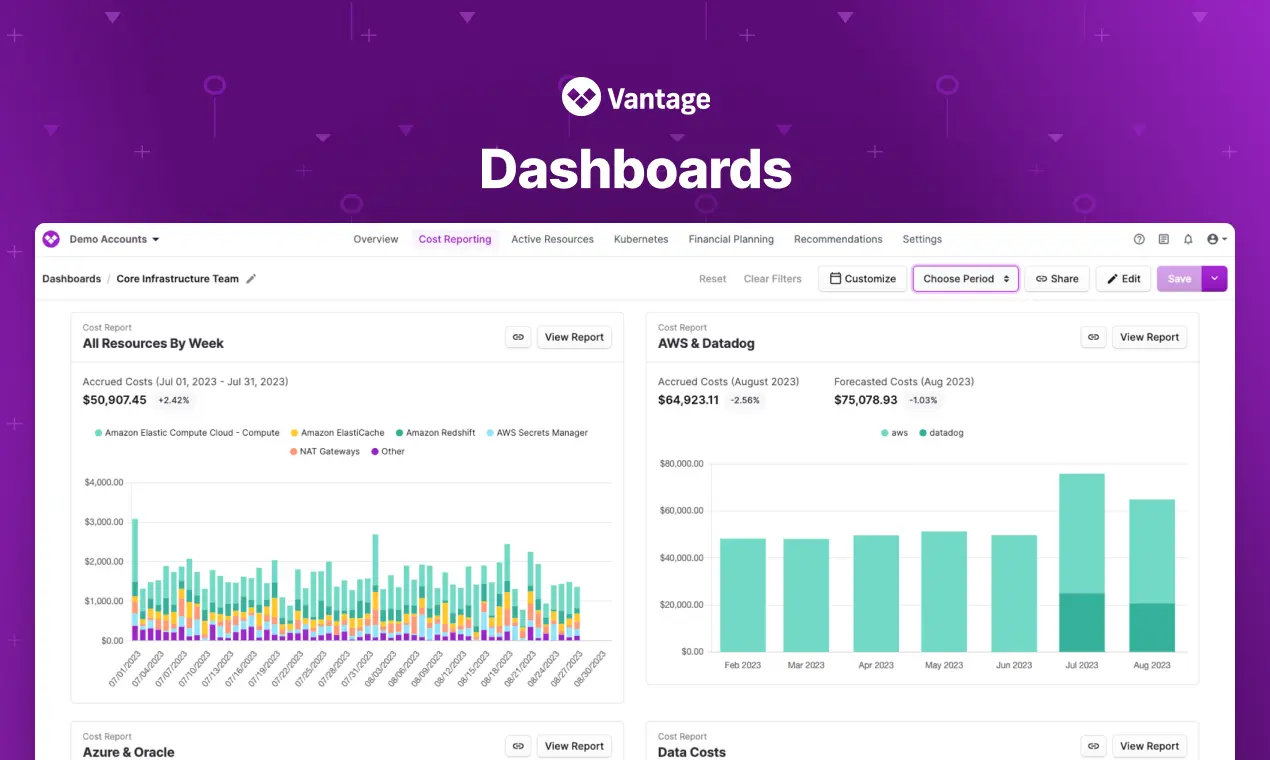 Vantage
Dashboards
Demo Accounts
Overview Cost Reporting Active Resources Kubernetes Financial Planning Recommendations Settings
Dashboards / Core Infrastructure Team
Reset Clear Filters Customize Choose Period Share Edit Save
Cost Report
All Resources By Week
View Report
Accrued Costs (Jul 01, 2023 - Jul 31, 2023)
$50,907.45 +2.42%
Amazon Elastic Compute Cloud - Compute Amazon ElastiCache Amazon Redshift AWS Secrets Manager
NAT Gateways Other
$4,000.00
$3,000.00
$2,000.00
$1,000.00
$0.00
07/01/2023 07/04/2023 07/07/2023 07/10/2023 07/13/2023 07/16/2023 07/19/2023 07/22/2023 07/25/2023 07/28/2023 07/31/2023 08/03/2023 08/06/2023 08/09/2023 08/12/2023 08/15/2023 08/18/2023 08/21/2023 08/24/2023 08/27/2023 08/30/2023
Cost Report
AWS & Datadog
View Report
Accrued Costs (August 2023) Forecasted Costs (Aug 2023)
$64,923.11 -2.56% $75,078.93 -1.03%
aws datadog
$80,000.00
$60,000.00
$40,000.00
$20,000.00
$0.00
Feb 2023 Mar 2023 Apr 2023 May 2023 Jun 2023 Jul 2023 Aug 2023
Cost Report
Azure & Oracle
View Report
Cost Report
Data Costs
View Report